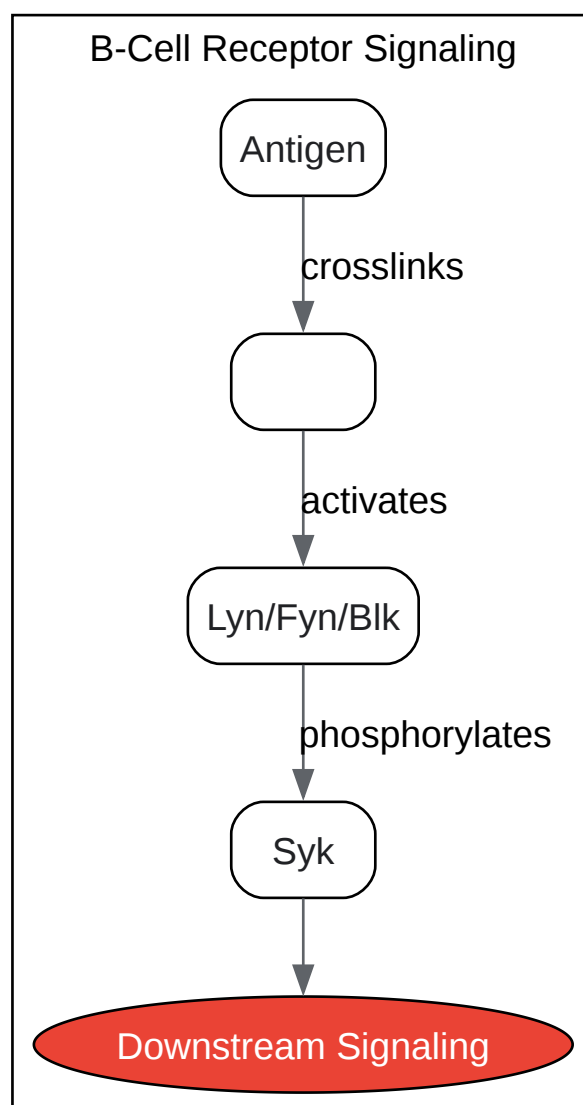 B-Cell Receptor Signaling
Antigen
crosslinks
activates
Lyn/Fyn/Blk
phosphorylates
Syk
Downstream Signaling